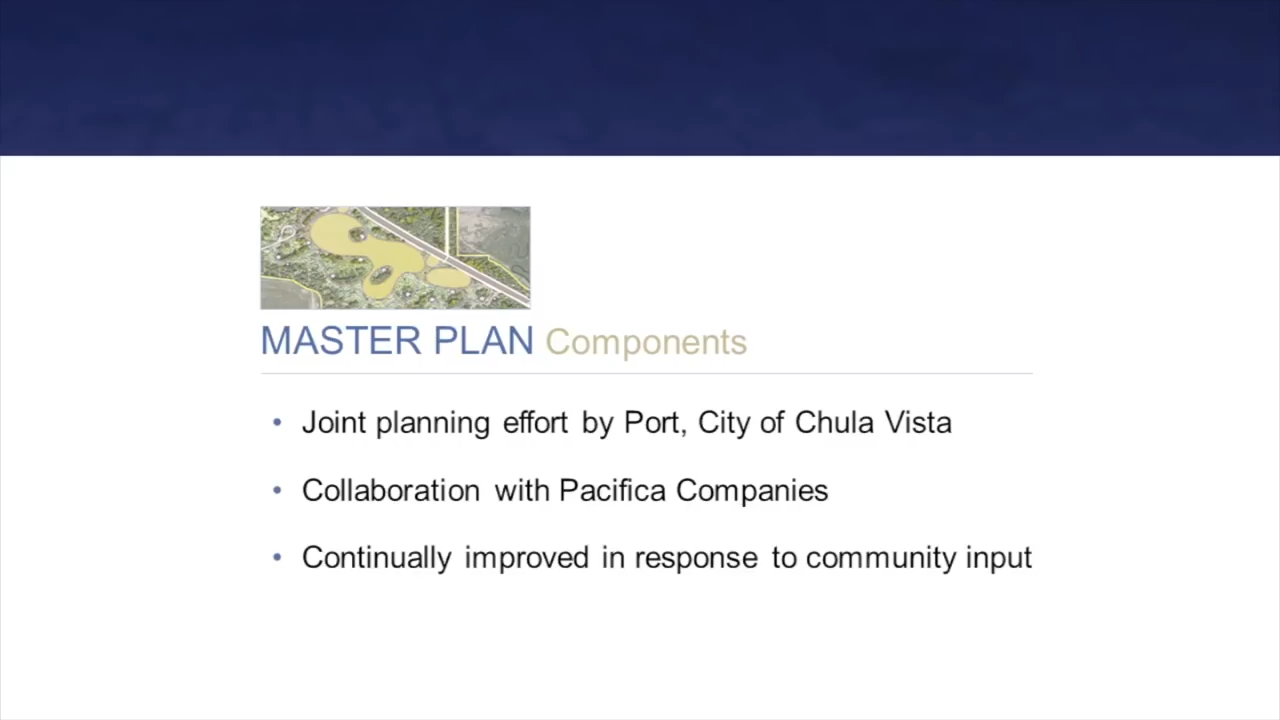 MASTER PLAN Components
• Joint planning effort by Port, City of Chula Vista
• Collaboration with Pacifica Companies
• Continually improved in response to community input